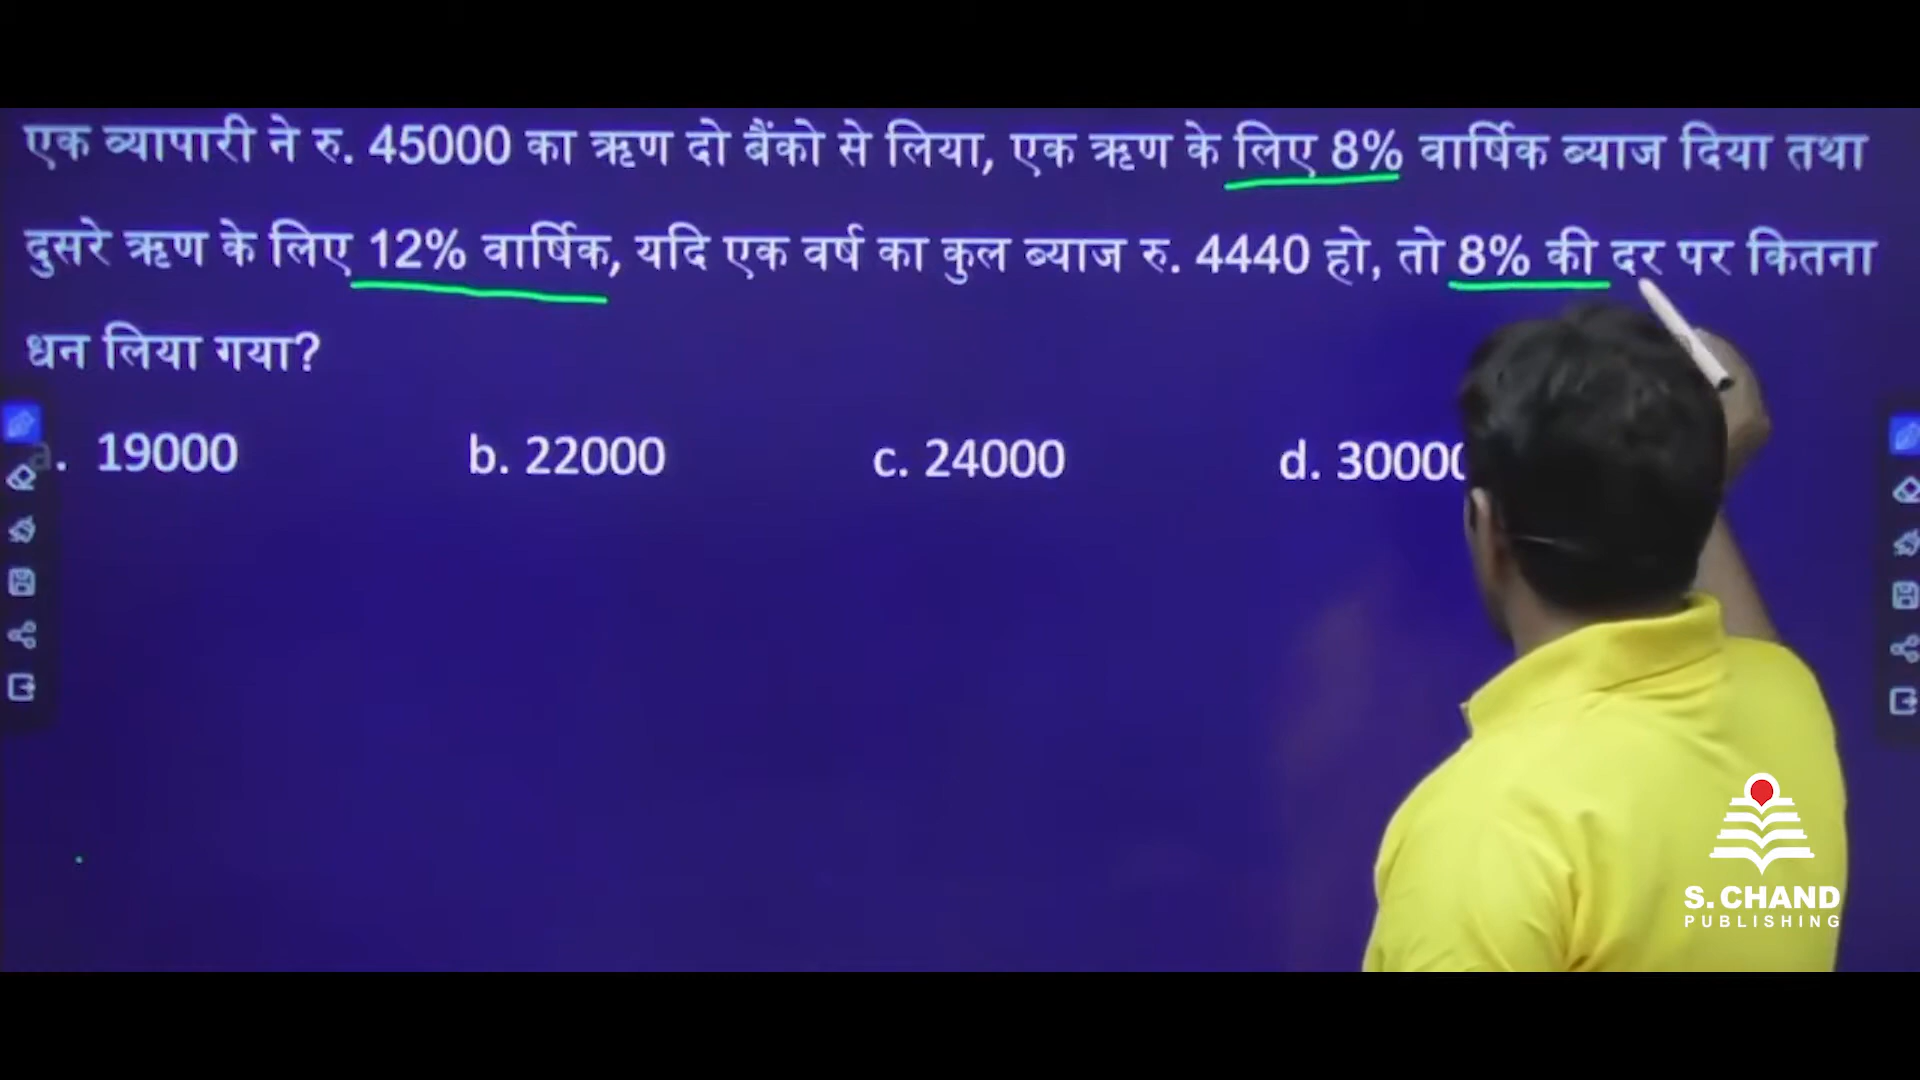 एक व्यापारी ने रु. 45000 का ऋण दो बैंको से लिया, एक ऋण के लिए 8% वार्षिक ब्याज दिया तथा
दुसरे ऋण के लिए 12% वार्षिक, यदि एक वर्ष का कुल ब्याज रु. 4440 हो, तो 8% की दर पर कितना
धन लिया गया?
a. 19000 b. 22000 c. 24000 d. 3000
S. CHAND
PUBLISHING